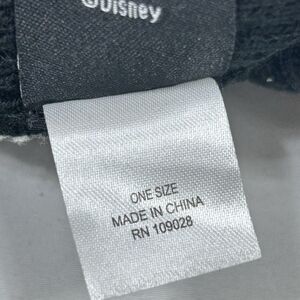 ©Disney
ONE SIZE
MADE IN CHINA
RN 109028